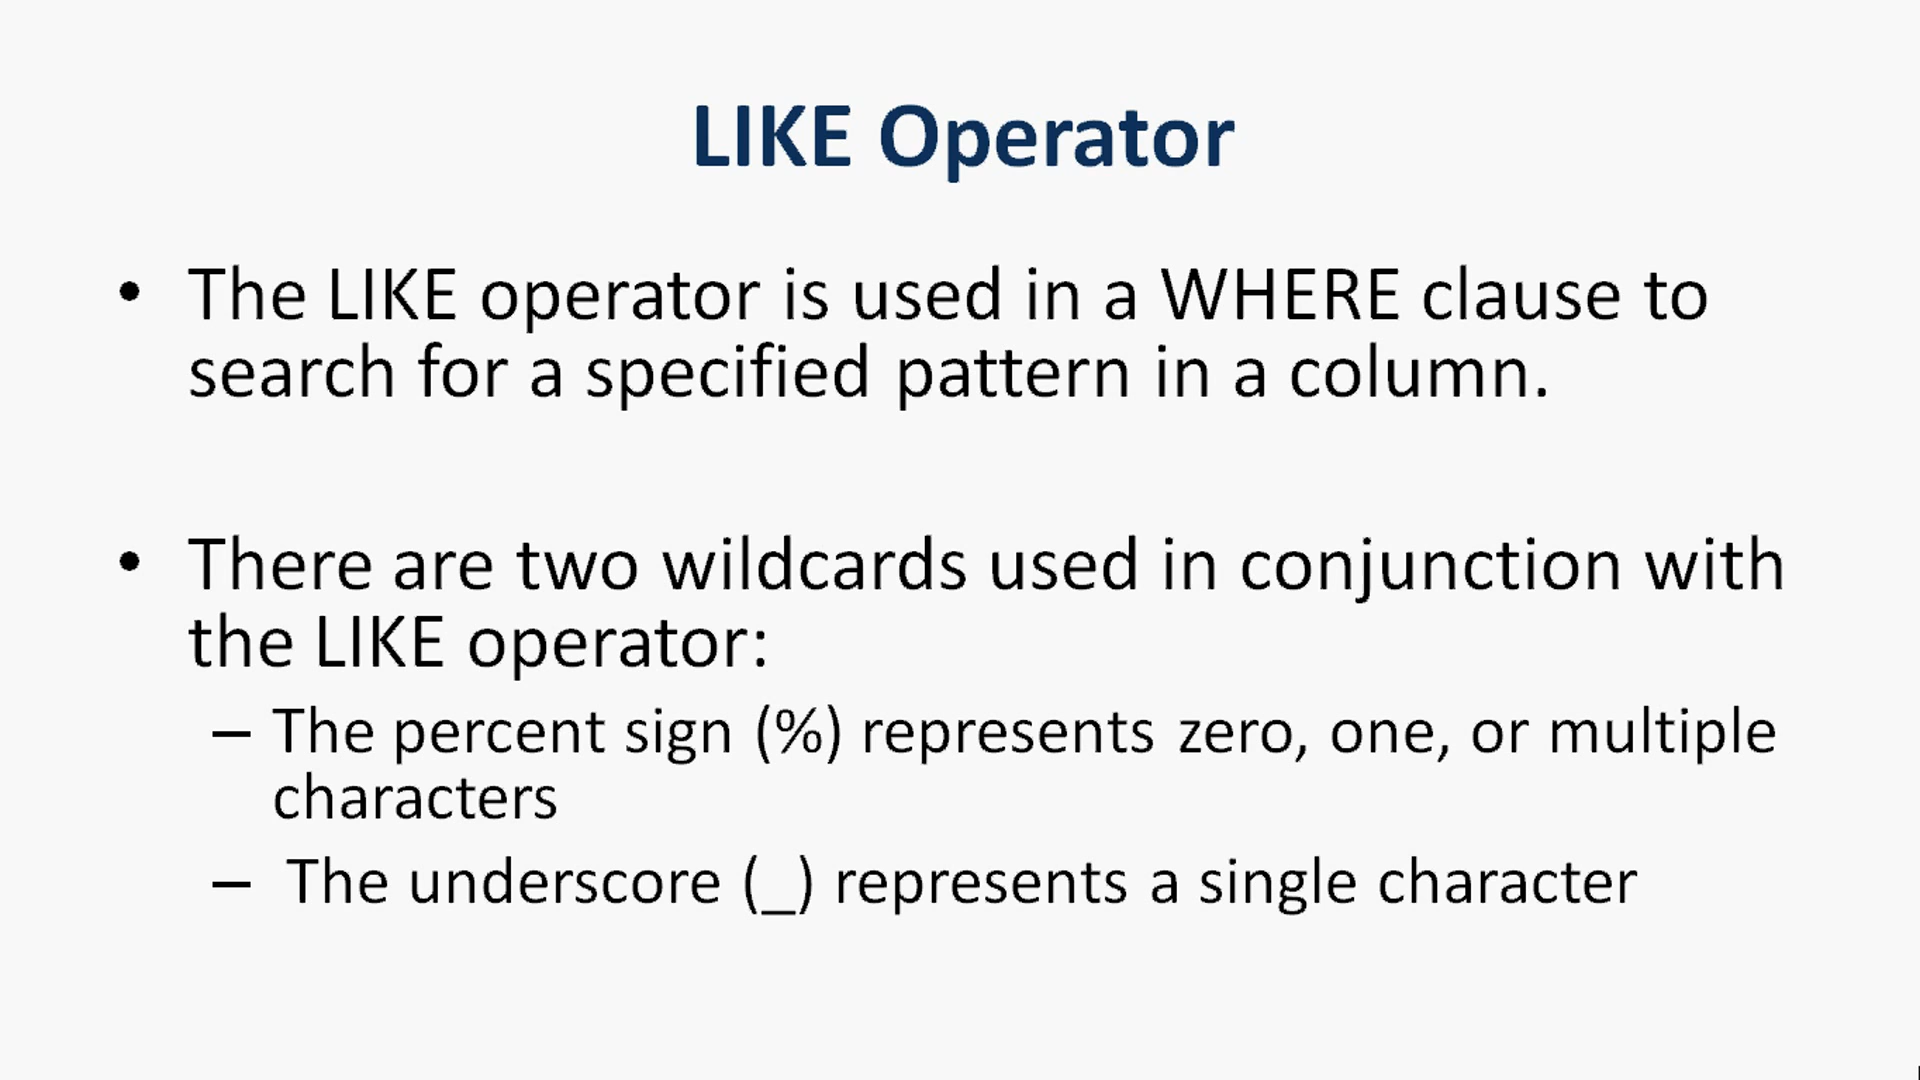 LIKE Operator
• The LIKE operator is used in a WHERE clause to
search for a specified pattern in a column.
• There are two wildcards used in conjunction with
the LIKE operator:
– The percent sign (%) represents zero, one, or multiple
characters
– The underscore (_) represents a single character